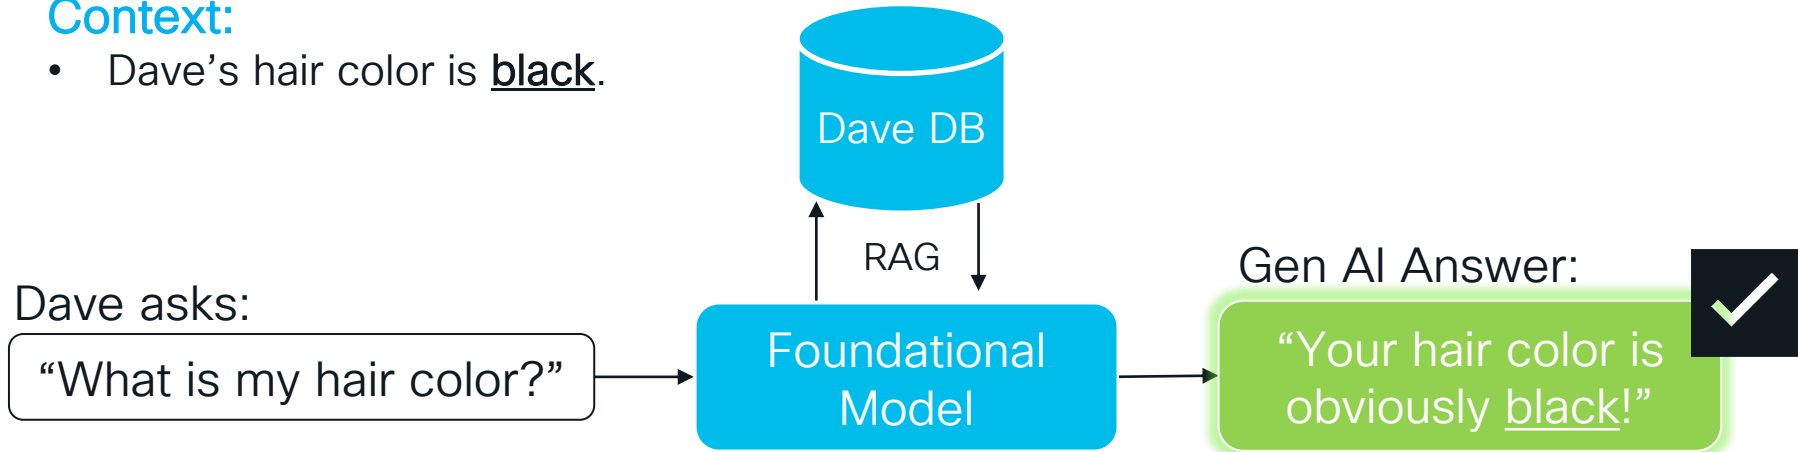 Context:
• Dave’s hair color is black.
Dave DB
RAG
Dave asks:
“What is my hair color?”
Foundational
Model
Gen AI Answer:
“Your hair color is
obviously black!”